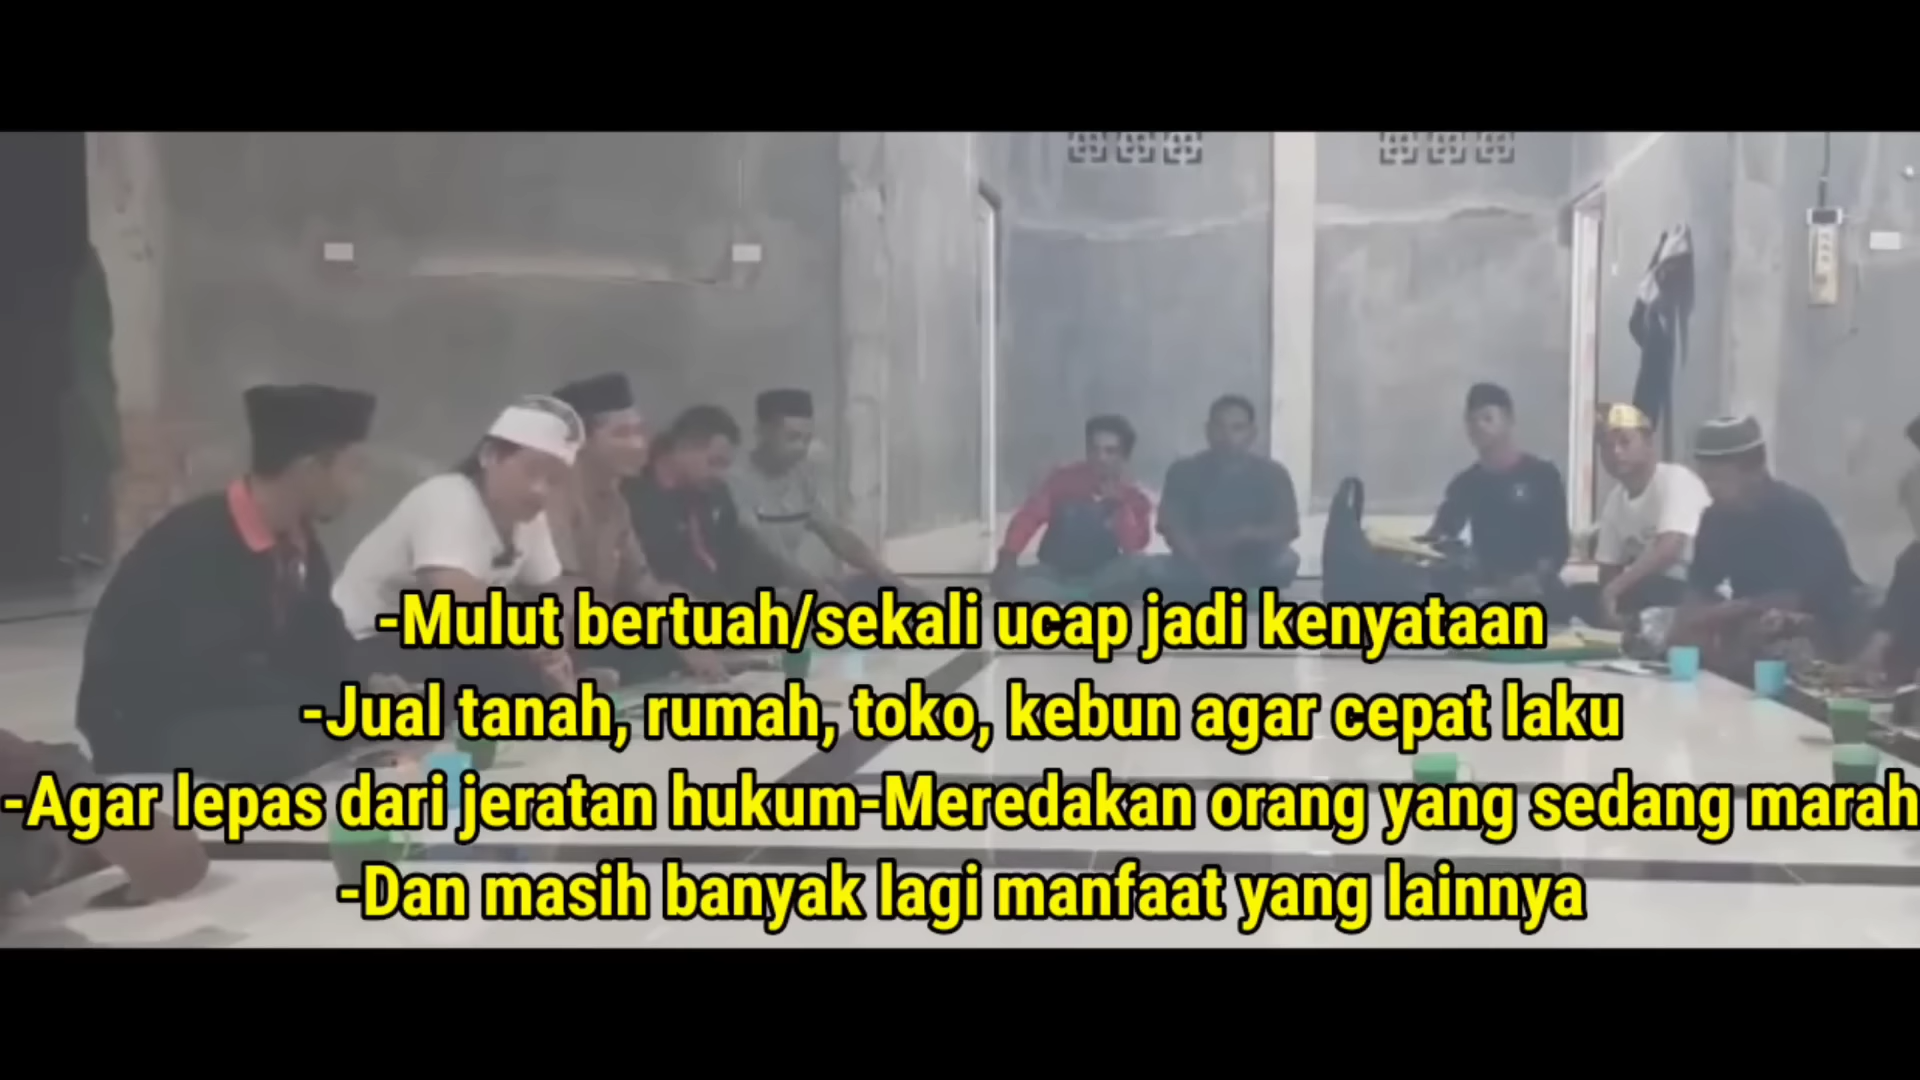 -Mulut bertuah/sekali ucap jadi kenyataan
-Jual tanah, rumah, toko, kebun agar cepat laku
-Agar lepas dari jeratan hukum-Meredakan orang yang sedang marah
-Dan masih banyak lagi manfaat yang lainnya